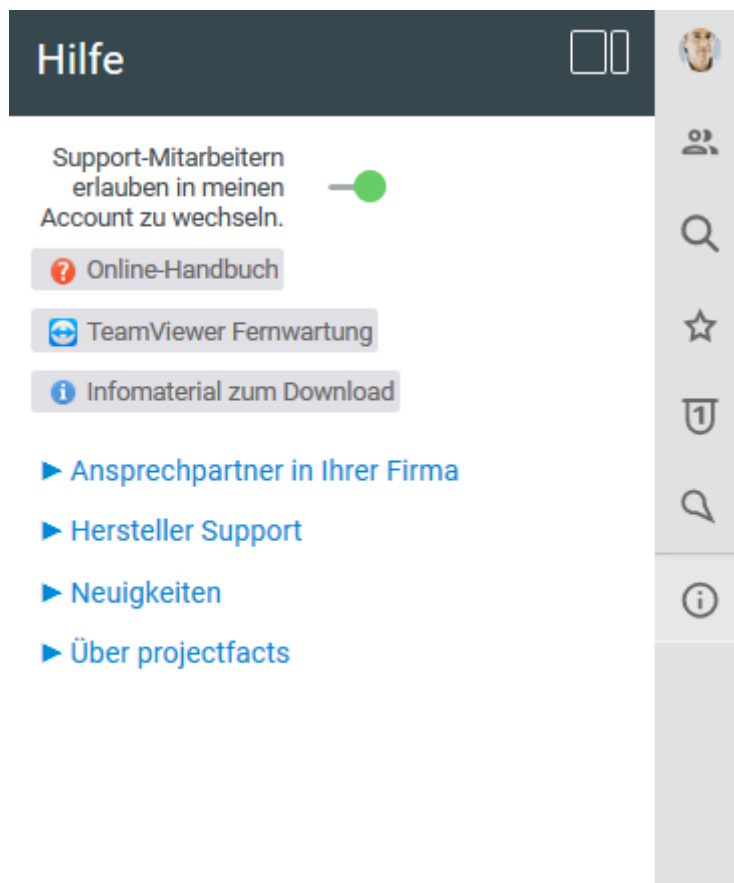 Hilfe
Support-Mitarbeitern
erlauben in meinen
Account zu wechseln.
Online-Handbuch
TeamViewer Fernwartung
Infomaterial zum Download
Ansprechpartner in Ihrer Firma
Hersteller Support
Neuigkeiten
Über projectfacts
1